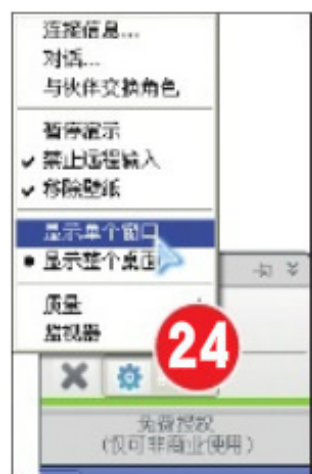 连接信息...
对话...
与伙伴交换角色
暂停演示
禁止远程输入
移除壁纸
显示单个窗口
显示整个桌面
质量
监视器
24
免费授权
(仅可非商业使用)